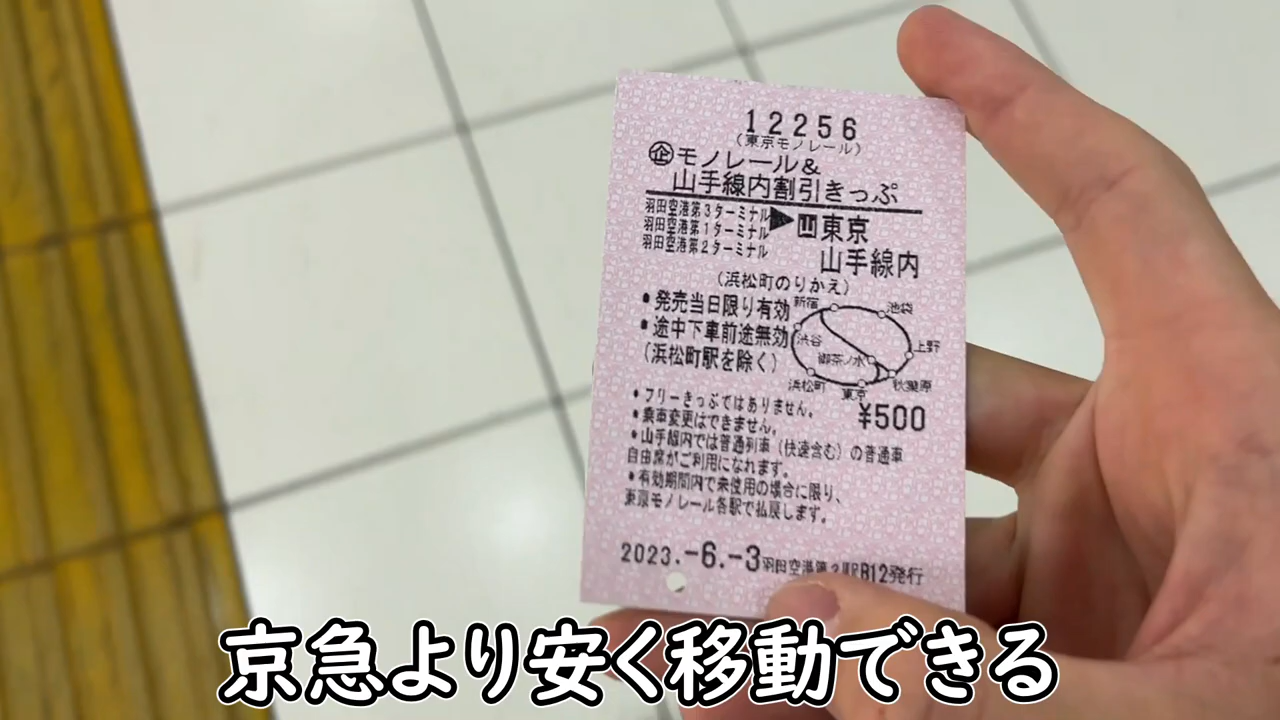 12256
(東京モノレール)
㊭モノレール&
山手線内割引きっぷ
羽田空港第3ターミナル
羽田空港第1ターミナル
羽田空港第2ターミナル
▶
山東京
山手線内
(浜松町のりかえ)
•発売当日限り有効
•途中下車前途無効
(浜松町駅を除く)
新宿
池袋
渋谷
上野
御茶ノ水
浜松町
東京
秋葉原
•フリーきっぷではありません。
¥500
•乗車変更はできません。
•山手線内では普通列車(快速含む)の普通車
自由席がご利用になれます。
•有効期間内で未使用の場合に限り、
東京モノレール各駅で払戻します。
2023.-6.-3
羽田空港第2駅B12発行
京急より安く移動できる